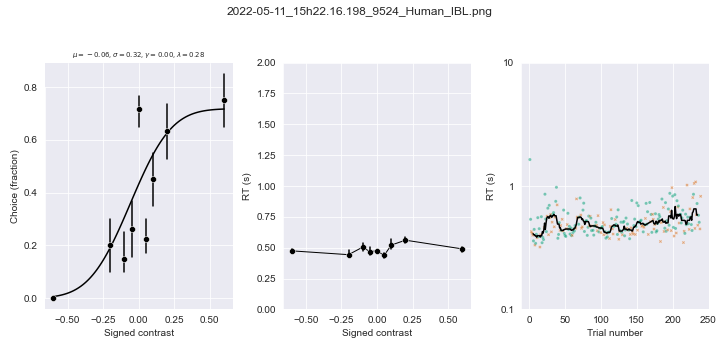 2022-05-11_15h22.16.198_9524_Human_IBL.png
μ = −0.06, σ = 0.32, γ = 0.00, λ = 0.28
Choice (fraction)
0.8
0.6
0.4
0.2
0.0
−0.50 −0.25 0.00 0.25 0.50
Signed contrast
RT (s)
2.00
1.75
1.50
1.25
1.00
0.75
0.50
0.25
0.00
−0.50 −0.25 0.00 0.25 0.50
Signed contrast
RT (s)
10
1
0.1
0 50 100 150 200 250
Trial number